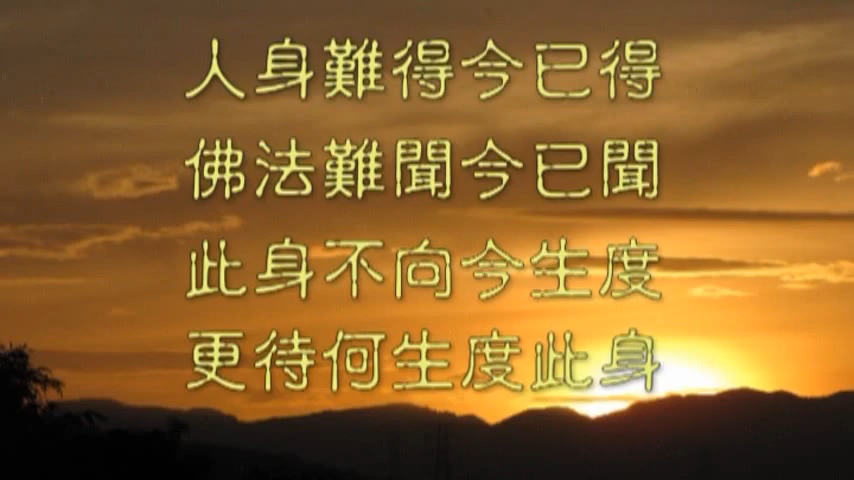 人身難得今已得
佛法難聞今已聞
此身不向今生度
更待何生度此身